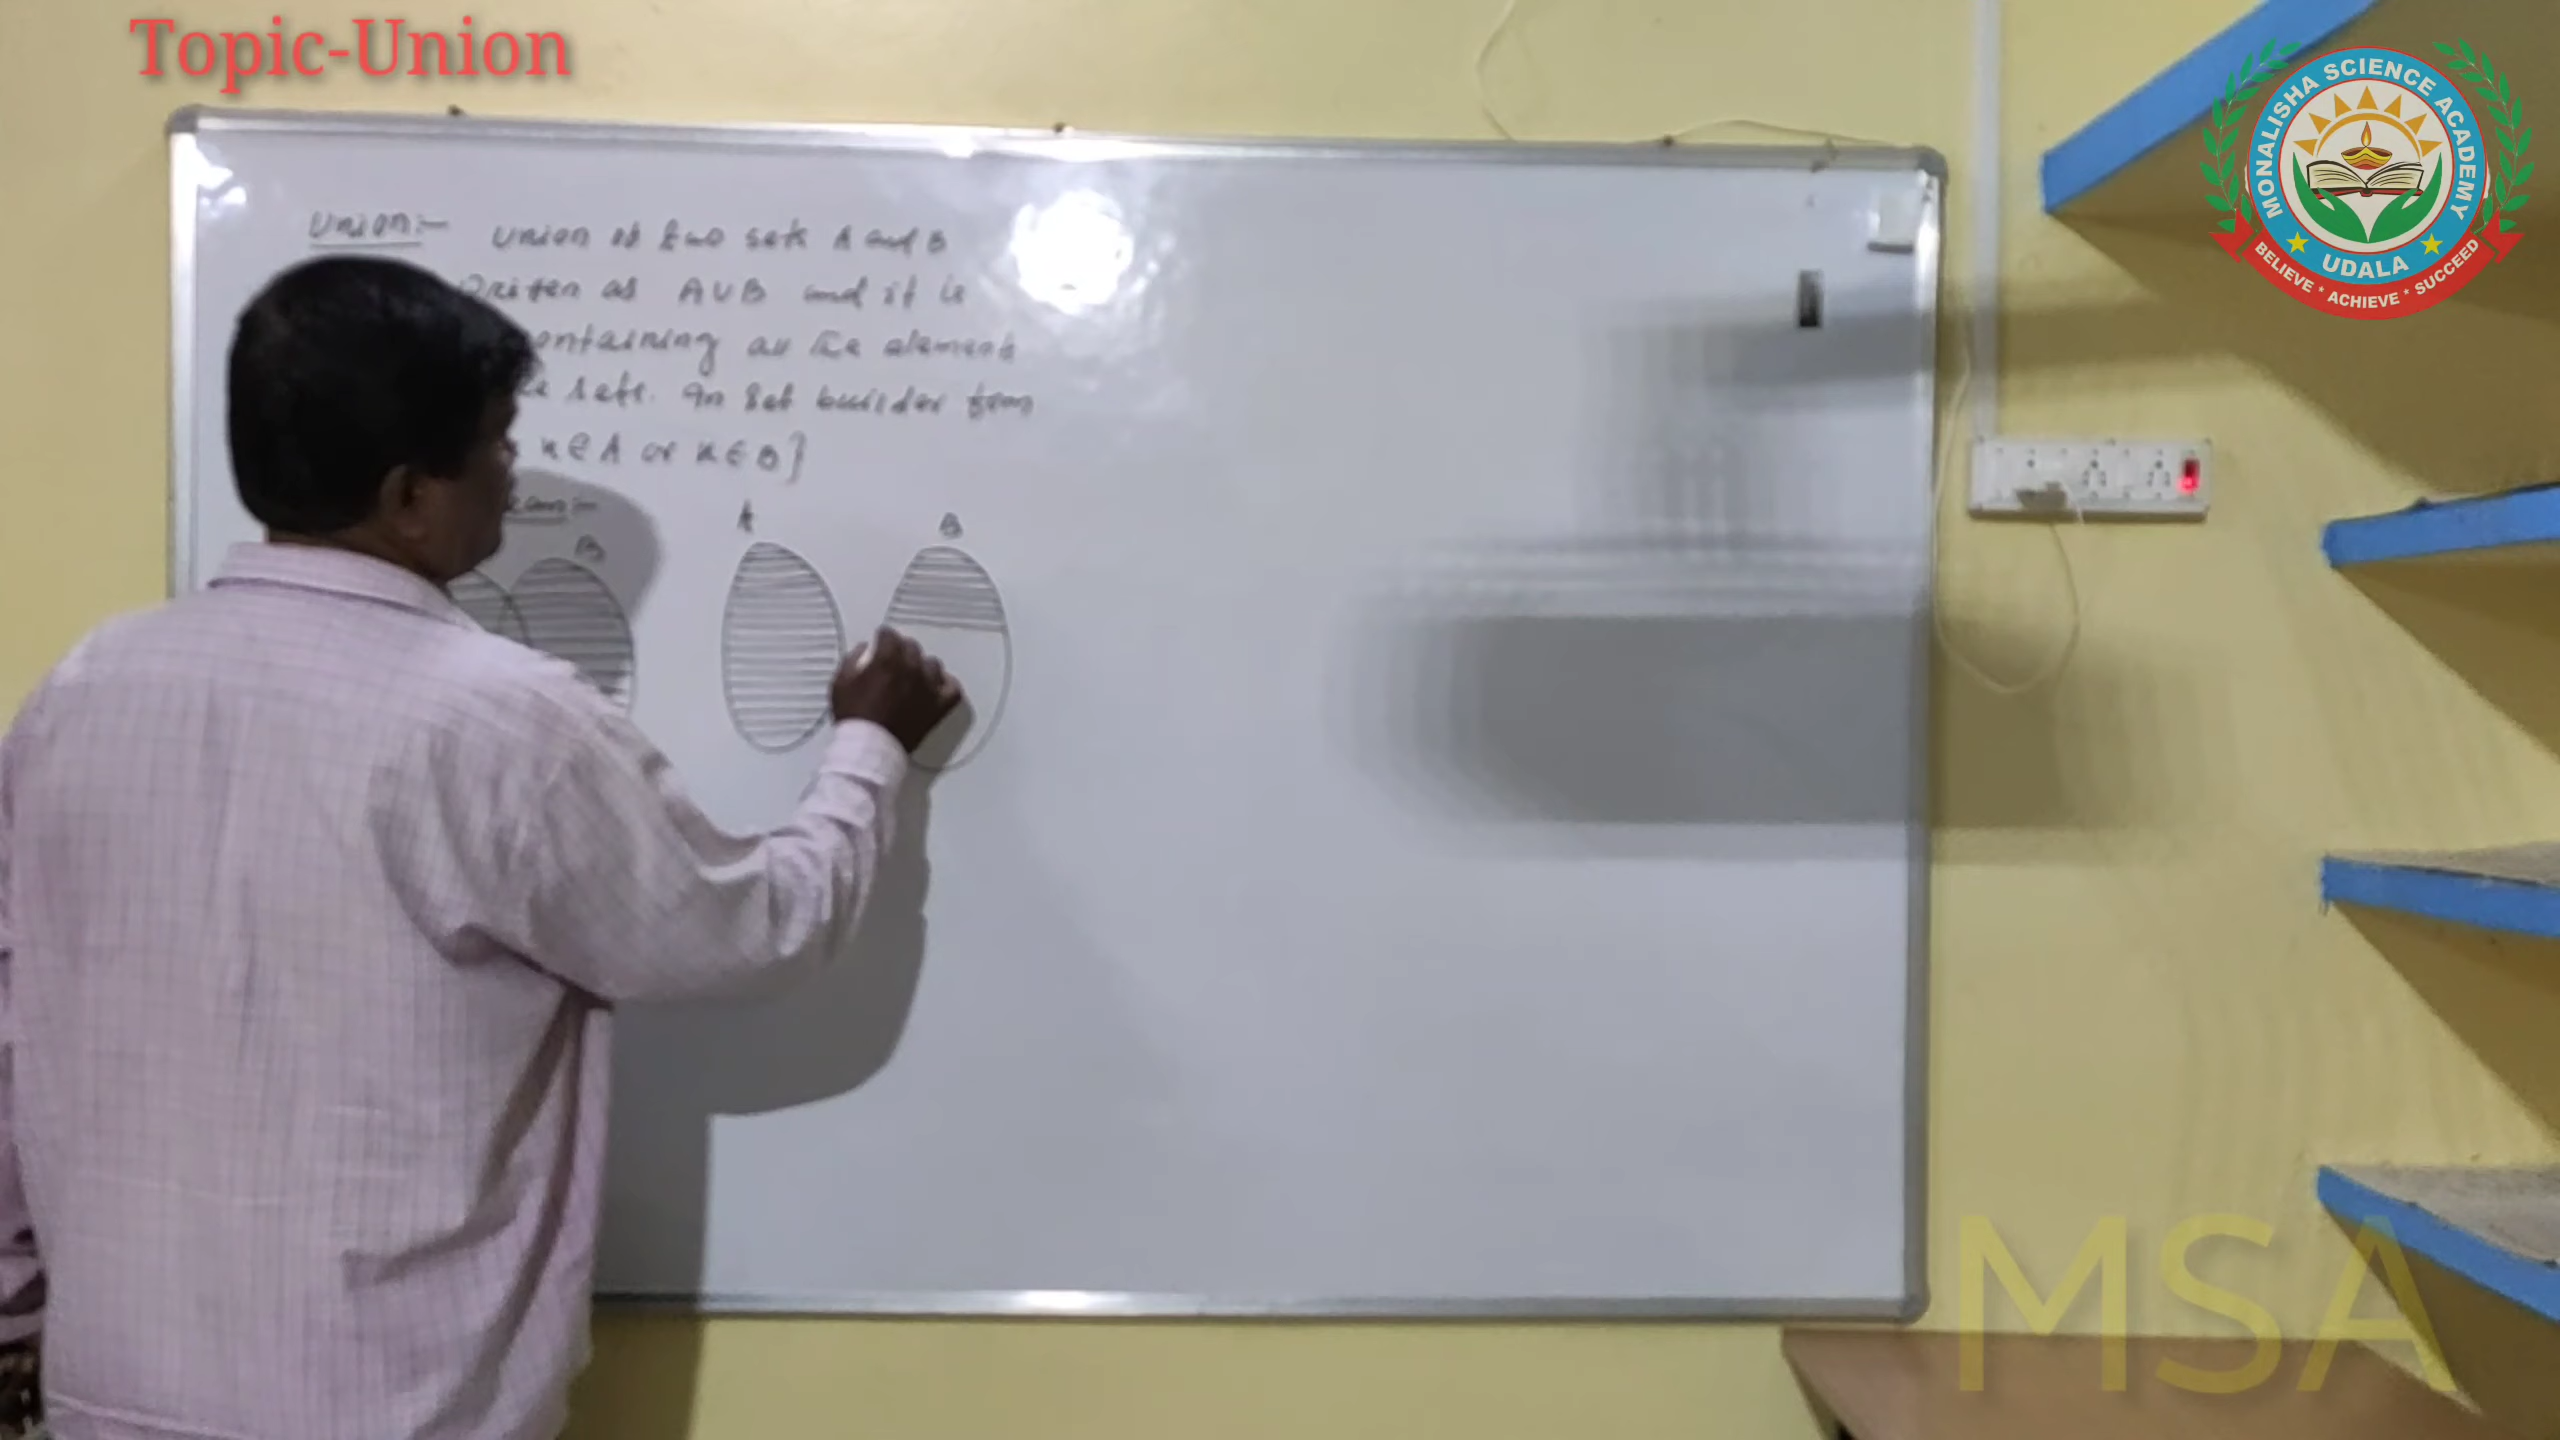 Topic-Union
MONALISHA SCIENCE ACADEMY
UDALA
BELIEVE * ACHIEVE * SUCCEED
Union:- Union of two sets A and B
Written as A∪B and it is
containing all the element
sets. In Set builder form
x∈A or x∈B}
A B
B
MSA